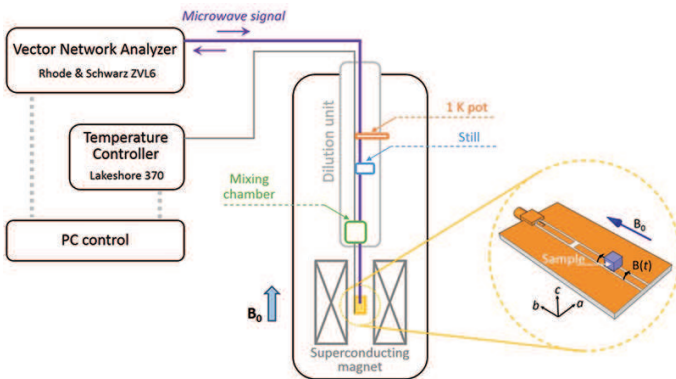 Microwave signal
Vector Network Analyzer
Rhode & Schwarz ZVL6
Temperature
Controller
Lakeshore 370
PC control
Dilution unit
1 K pot
Still
Mixing
chamber
B₀
Superconducting
magnet
B₀
Sample
B(t)
c
b
a